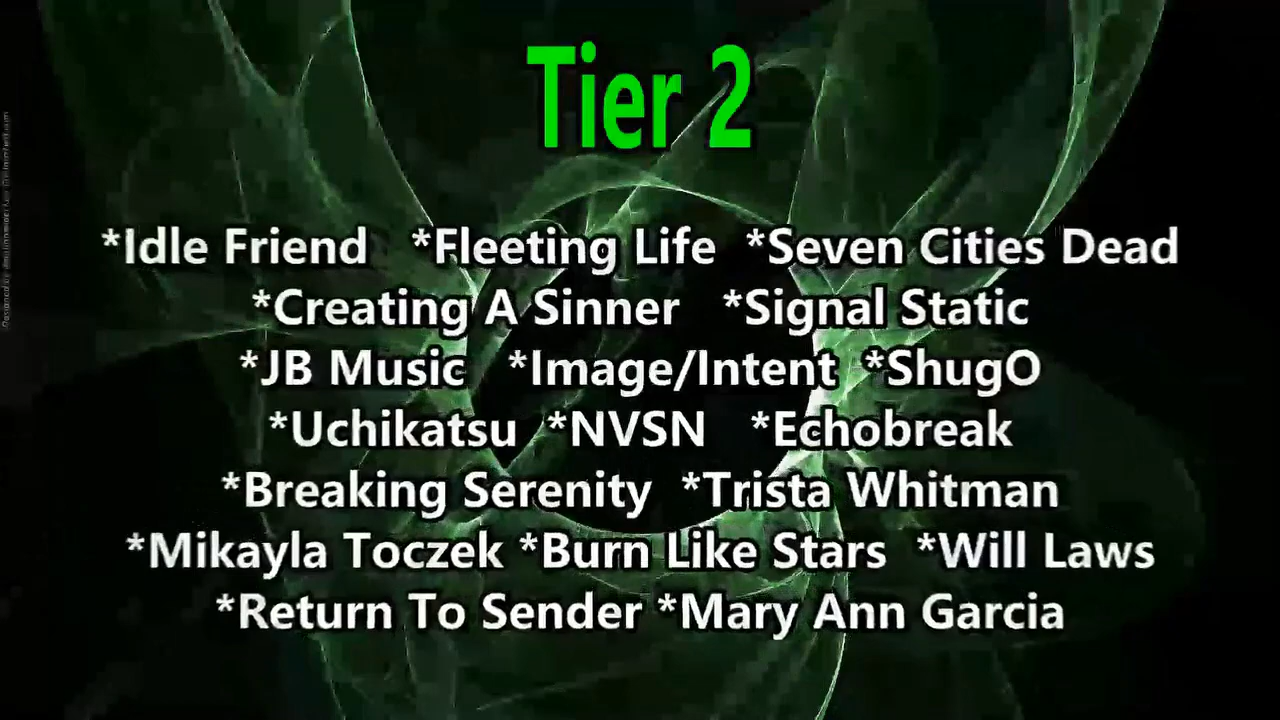 Tier 2
*Idle Friend *Fleeting Life *Seven Cities Dead
*Creating A Sinner *Signal Static
*JB Music *Image/Intent *ShugO
*Uchikatsu *NVSN *Echobreak
*Breaking Serenity *Trista Whitman
*Mikayla Toczek *Burn Like Stars *Will Laws
*Return To Sender *Mary Ann Garcia